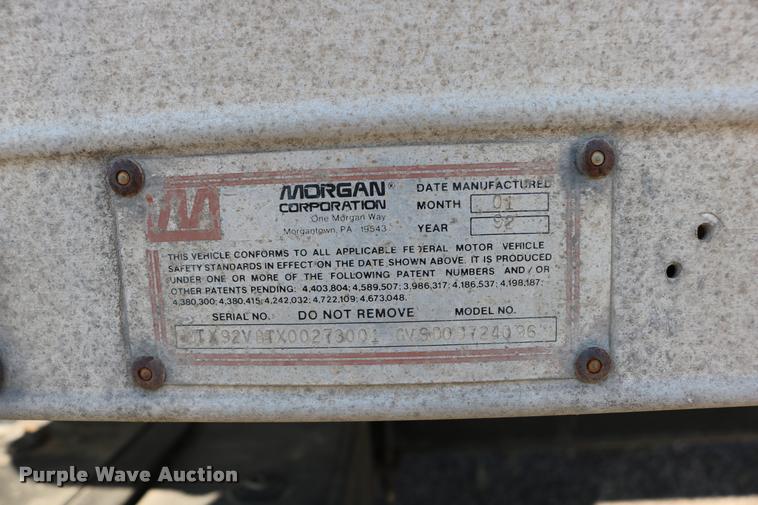 MORGAN®
CORPORATION
One Morgan Way
Morgantown, PA 19543
DATE MANUFACTURED
MONTH 01
YEAR 92
THIS VEHICLE CONFORMS TO ALL APPLICABLE FEDERAL MOTOR VEHICLE
SAFETY STANDARDS IN EFFECT ON THE DATE SHOWN ABOVE. IT IS PRODUCED
UNDER ONE OR MORE OF THE FOLLOWING PATENT NUMBERS AND/OR
OTHER PATENTS PENDING: 4,403,804; 4,589,507; 3,986,317; 4,186,537; 4,198,187;
4,380,300; 4,380,415; 4,242,032; 4,722,109; 4,673,048.
SERIAL NO. DO NOT REMOVE MODEL NO.
Purple Wave Auction